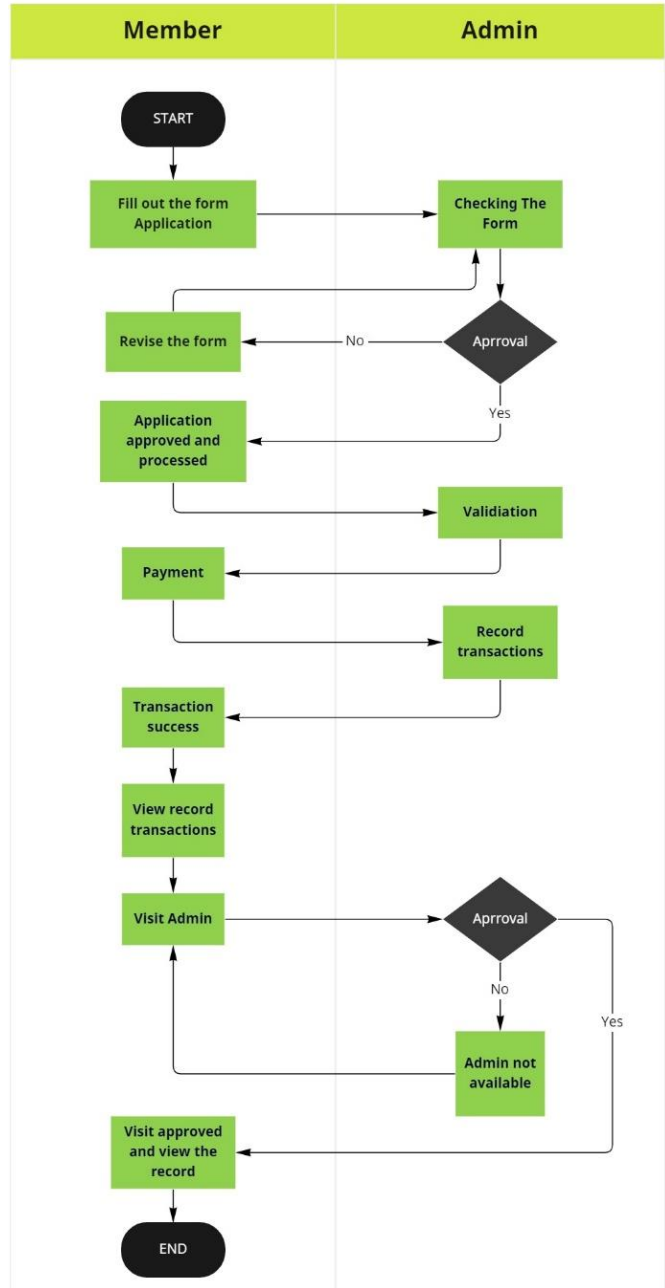 Member
Admin
START
Fill out the form
Application
Checking The
Form
Revise the form
No
Aprroval
Application
approved and
processed
Yes
Validiation
Payment
Record
transactions
Transaction
success
View record
transactions
Visit Admin
Aprroval
No
Yes
Admin not
available
Visit approved
and view the
record
END